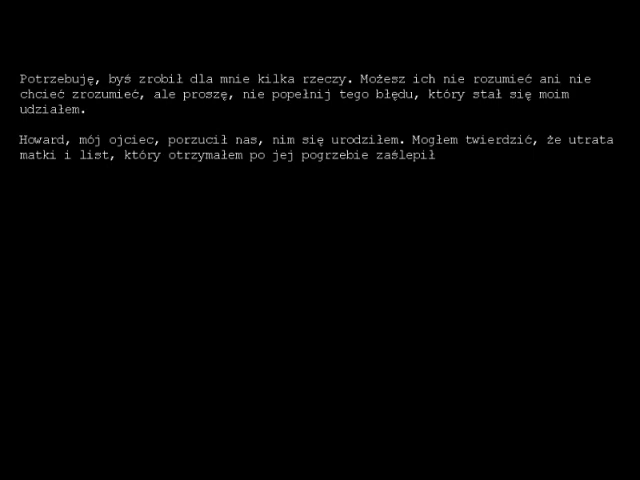 Potrzebuję, byś zrobił dla mnie kilka rzeczy. Możesz ich nie rozumieć ani nie
chcieć zrozumieć, ale proszę, nie popełnij tego błędu, który stał się moim
udziałem.
Howard, mój ojciec, porzucił nas, nim się urodziłem. Mogłem twierdzić, że utrata
matki i list, który otrzymałem po jej pogrzebie zaślepił